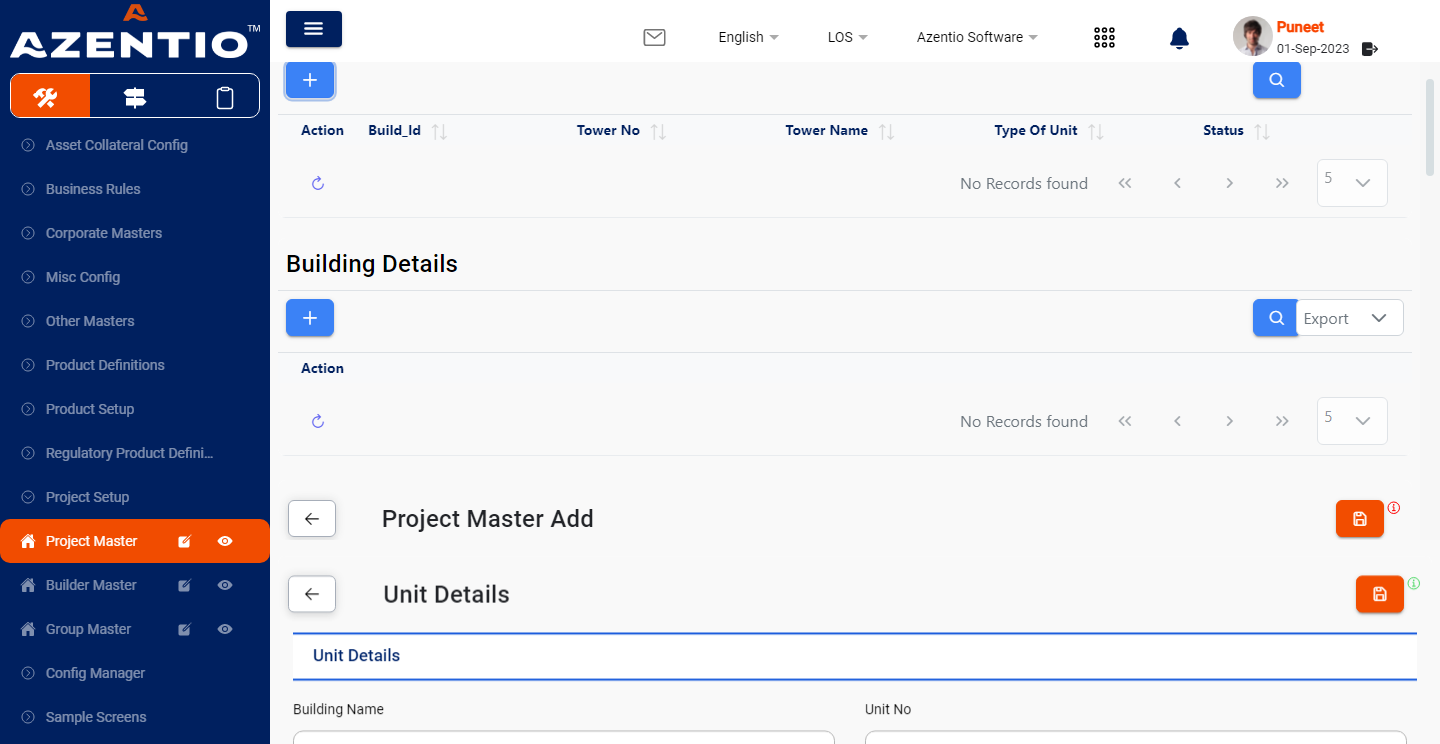 AZENTIO™
English
LOS
Azentio Software
Puneet
01-Sep-2023
Asset Collateral Config
Business Rules
Corporate Masters
Misc Config
Other Masters
Product Definitions
Product Setup
Regulatory Product Defini...
Project Setup
Project Master
Builder Master
Group Master
Config Manager
Sample Screens
Action Build_Id Tower No Tower Name Type Of Unit Status
No Records found 5
Building Details
Export
Action
No Records found 5
Project Master Add
Unit Details
Unit Details
Building Name Unit No